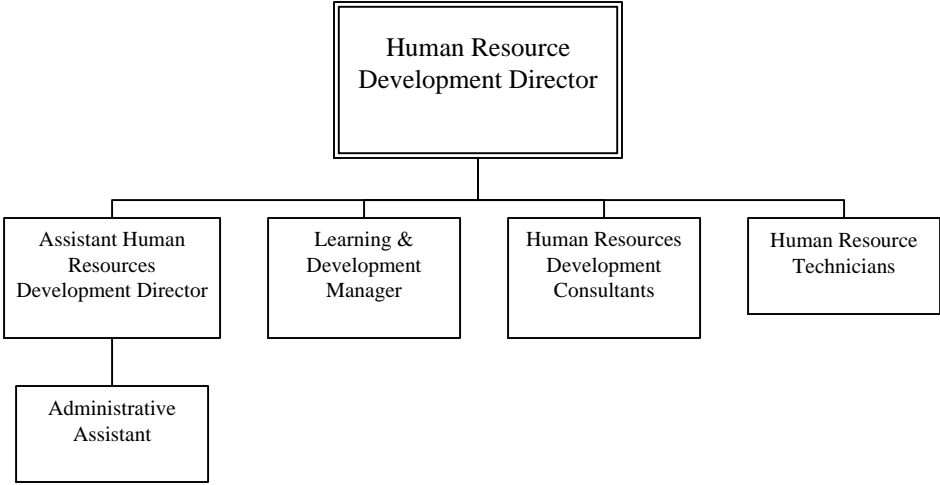 Human Resource
Development Director
Assistant Human
Resources
Development Director
Learning &
Development
Manager
Human Resources
Development
Consultants
Human Resource
Technicians
Administrative
Assistant